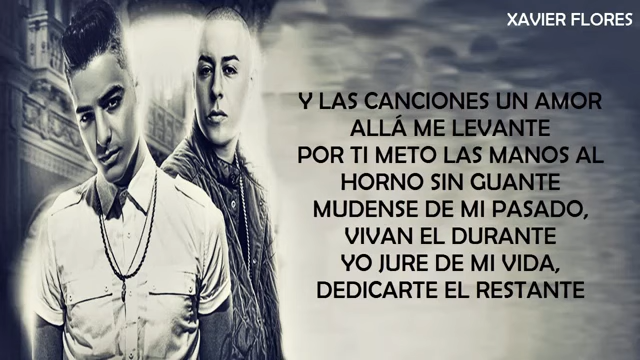 XAVIER FLORES
Y LAS CANCIONES UN AMOR
ALLÁ ME LEVANTE
POR TI METO LAS MANOS AL
HORNO SIN GUANTE
MUDENSE DE MI PASADO,
VIVAN EL DURANTE
YO JURE DE MI VIDA,
DEDICARTE EL RESTANTE